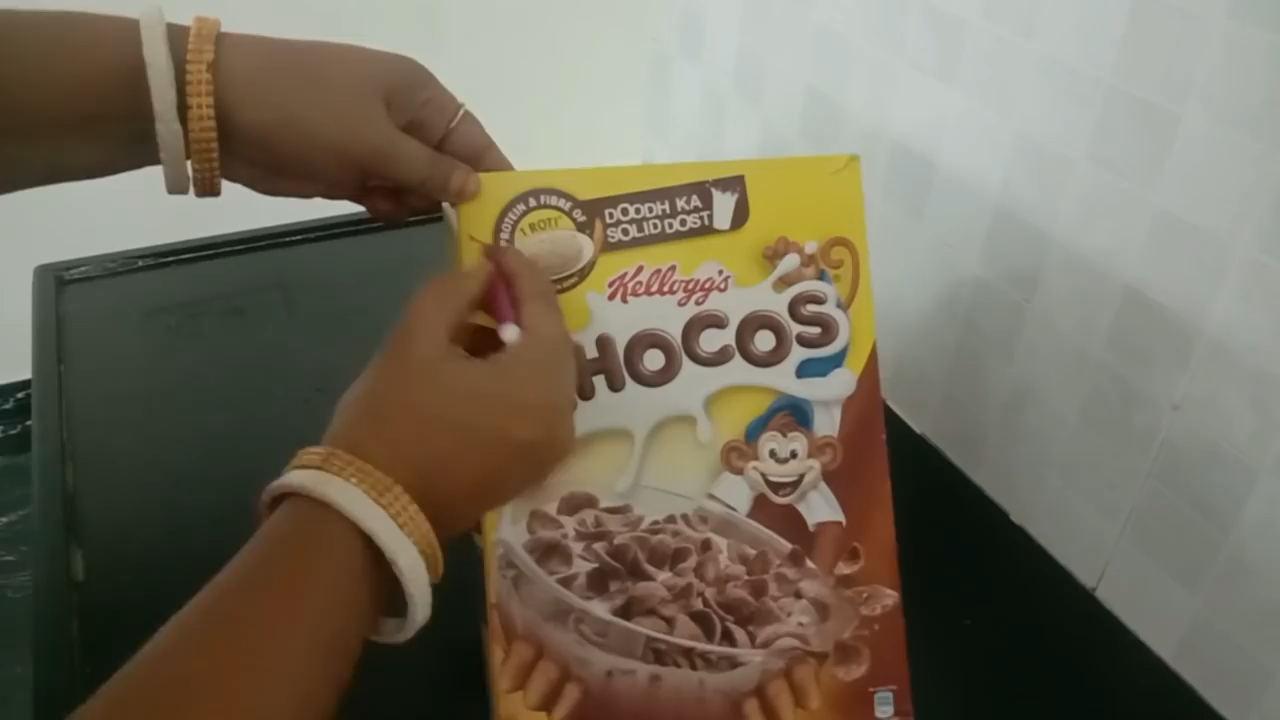 PROTEIN & FIBRE OF
1 ROTI*
DOODH KA
SOLID DOST
Kellogg's
HOCOS